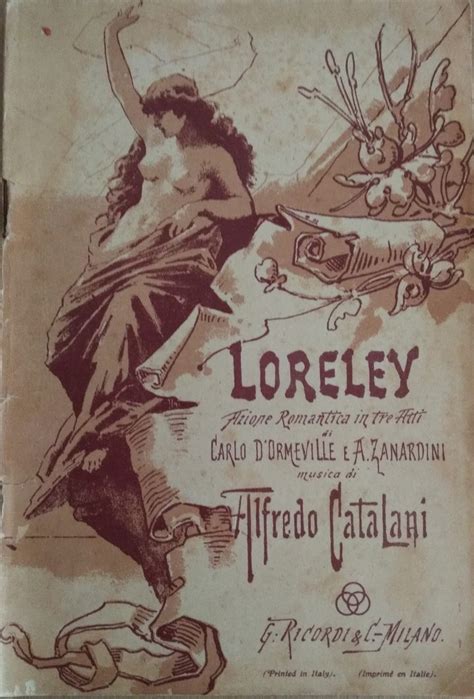 LORELEY
Azione Romantica in tre Atti
di
CARLO D'ORMEVILLE E A. ZANARDINI
musica di
Alfredo Catalani
G. RICORDI & C.-MILANO.
(Printed in Italy).	(Imprimé en Italie).